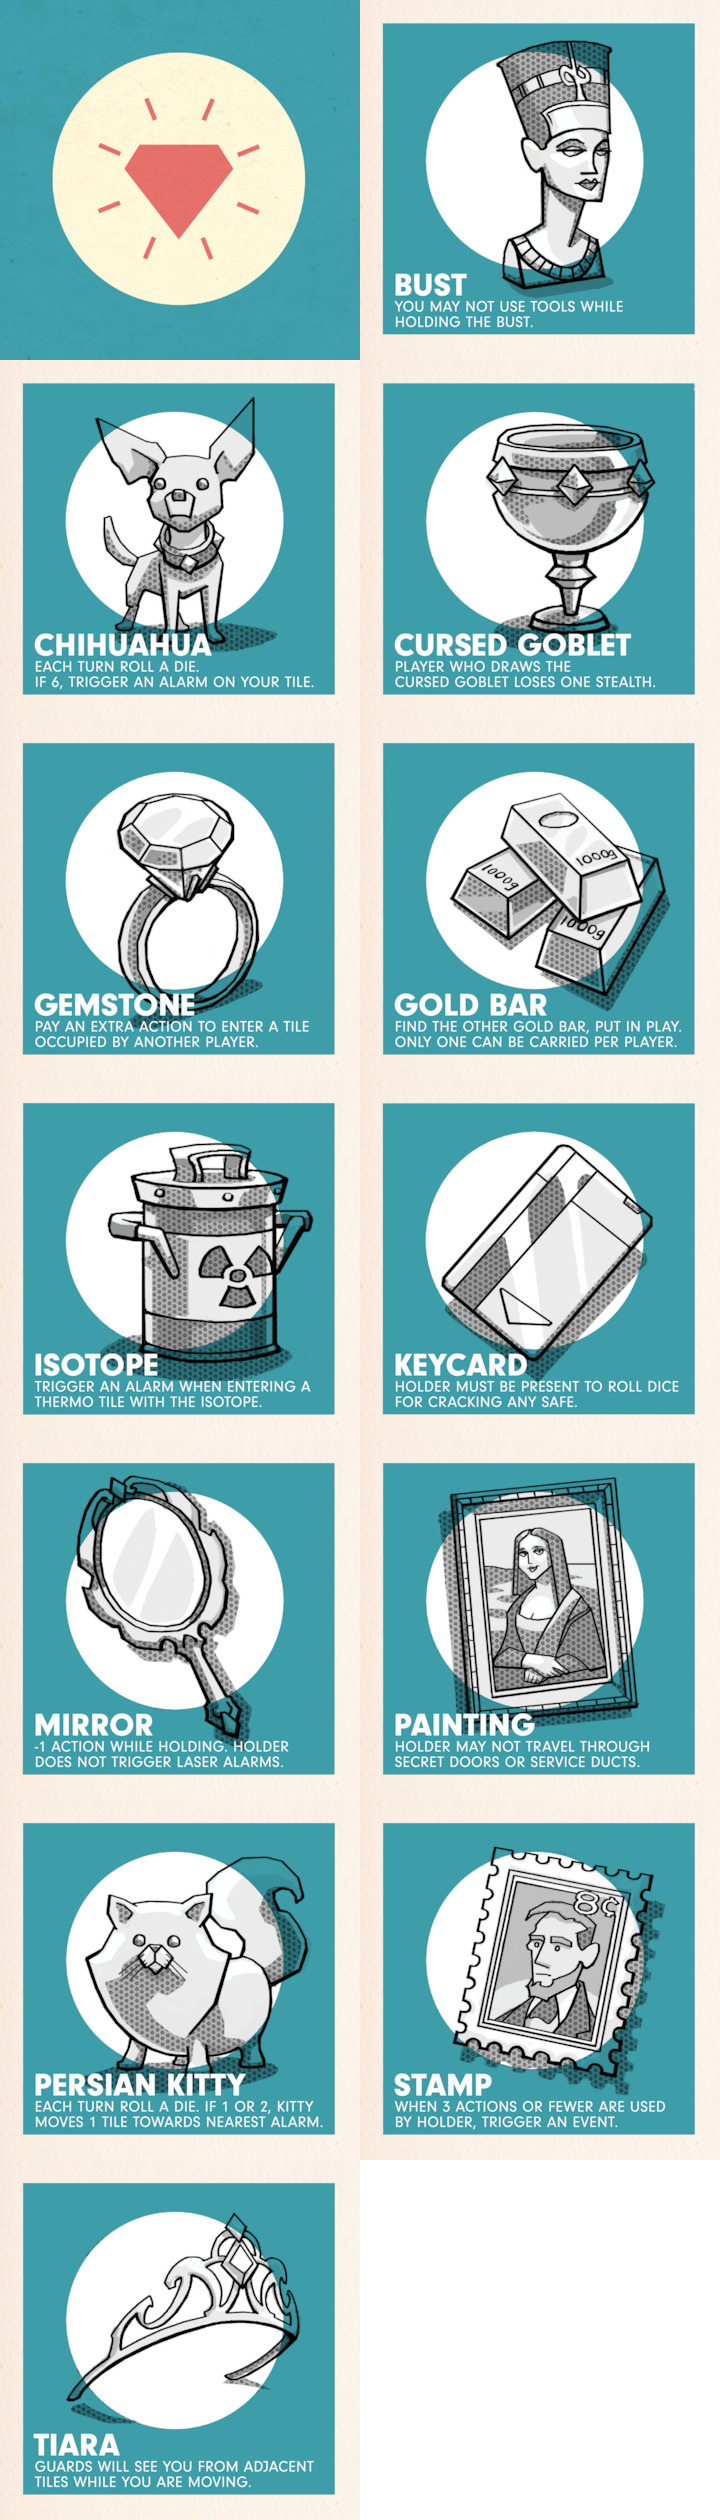 BUST
YOU MAY NOT USE TOOLS WHILE
HOLDING THE BUST.
CHIHUAHUA
EACH TURN ROLL A DIE.
IF 6, TRIGGER AN ALARM ON YOUR TILE.
CURSED GOBLET
PLAYER WHO DRAWS THE
CURSED GOBLET LOSES ONE STEALTH.
GEMSTONE
PAY AN EXTRA ACTION TO ENTER A TILE
OCCUPIED BY ANOTHER PLAYER.
1000g
1000g
1000g
GOLD BAR
FIND THE OTHER GOLD BAR, PUT IN PLAY.
ONLY ONE CAN BE CARRIED PER PLAYER.
ISOTOPE
TRIGGER AN ALARM WHEN ENTERING A
THERMO TILE WITH THE ISOTOPE.
KEYCARD
HOLDER MUST BE PRESENT TO ROLL DICE
FOR CRACKING ANY SAFE.
MIRROR
-1 ACTION WHILE HOLDING. HOLDER
DOES NOT TRIGGER LASER ALARMS.
PAINTING
HOLDER MAY NOT TRAVEL THROUGH
SECRET DOORS OR SERVICE DUCTS.
PERSIAN KITTY
EACH TURN ROLL A DIE. IF 1 OR 2, KITTY
MOVES 1 TILE TOWARDS NEAREST ALARM.
8¢
STAMP
WHEN 3 ACTIONS OR FEWER ARE USED
BY HOLDER, TRIGGER AN EVENT.
TIARA
GUARDS WILL SEE YOU FROM ADJACENT
TILES WHILE YOU ARE MOVING.